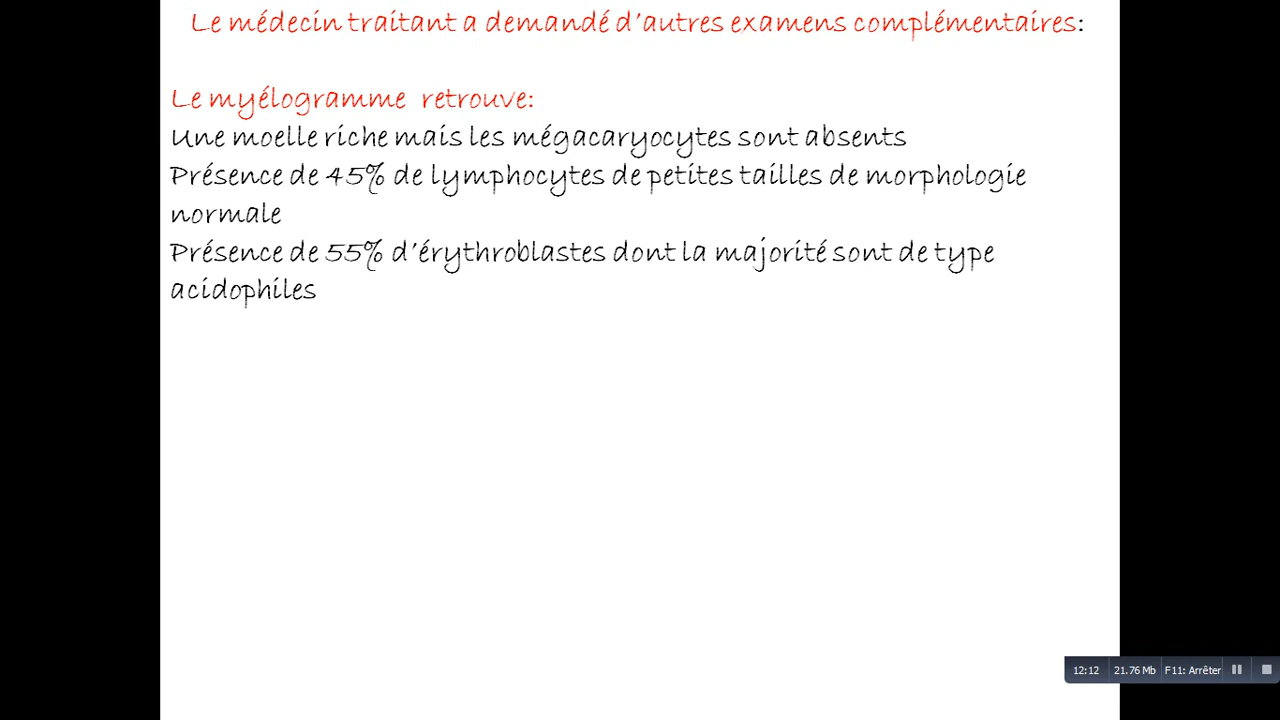 Le médecin traitant a demandé d'autres examens complémentaires:
Le myélogramme retrouve:
Une moelle riche mais les mégacaryocytes sont absents
Présence de 45% de lymphocytes de petites tailles de morphologie
normale
Présence de 55% d'érythroblastes dont la majorité sont de type
acidophiles
12:12 21.76 Mb F11: Arrêter